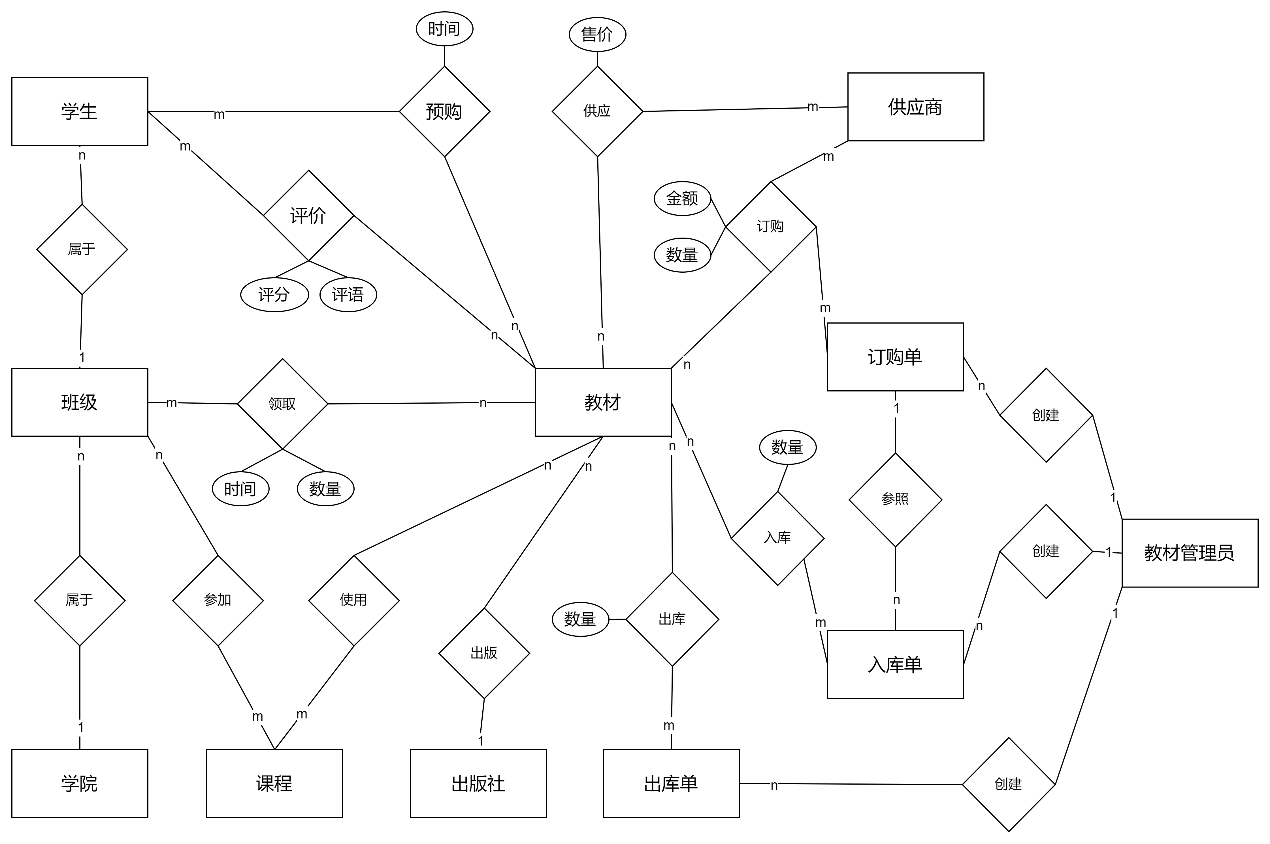 时间
售价
学生
m
预购
供应
m
供应商
m
n
m
金额
评价
订购
属于
数量
评分
评语
m
n
n
n
n
1
订购单
n
创建
班级
m
领取
n
教材
1
n
n
n
n
n
n
数量
时间
数量
1
参照
入库
创建
1
教材管理员
属于
参加
使用
数量
出库
n
1
m
n
入库单
出版
m
m
1
m
1
学院
课程
出版社
出库单
n
创建